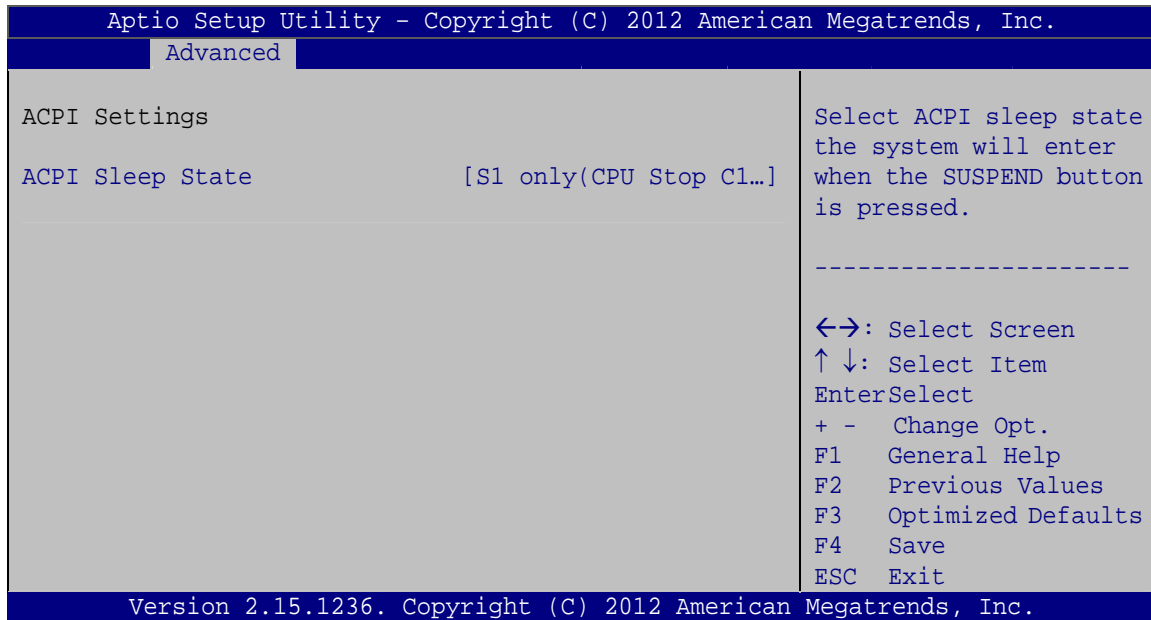 Aptio Setup Utility – Copyright (C) 2012 American Megatrends, Inc.
Advanced
ACPI Settings
ACPI Sleep State [S1 only(CPU Stop C1…]
Select ACPI sleep state
the system will enter
when the SUSPEND button
is pressed.
----------------------
←→: Select Screen
↑ ↓: Select Item
EnterSelect
+ - Change Opt.
F1 General Help
F2 Previous Values
F3 Optimized Defaults
F4 Save
ESC Exit
Version 2.15.1236. Copyright (C) 2012 American Megatrends, Inc.